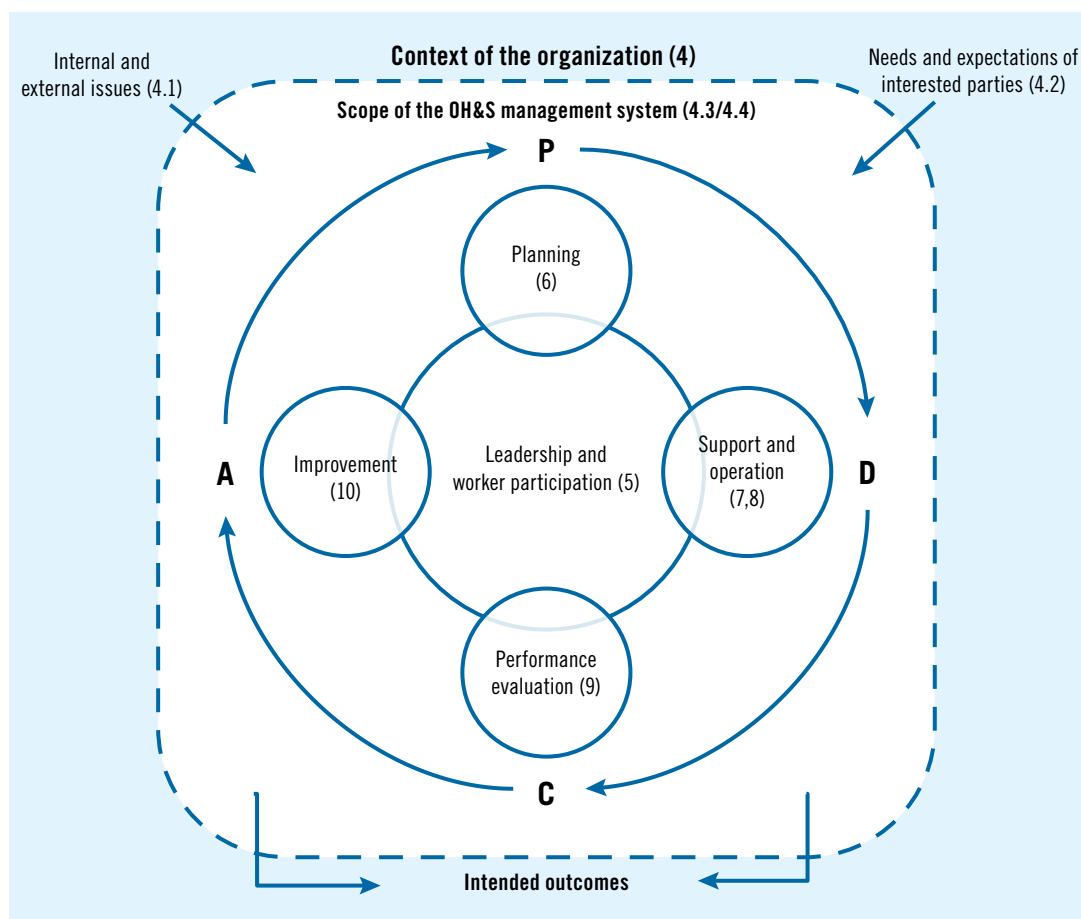 Context of the organization (4)
Internal and
external issues (4.1)
Needs and expectations of
interested parties (4.2)
Scope of the OH&S management system (4.3/4.4)
P
Planning
(6)
A
Improvement
(10)
Leadership and
worker participation (5)
Support and
operation
(7,8)
D
Performance
evaluation (9)
C
Intended outcomes